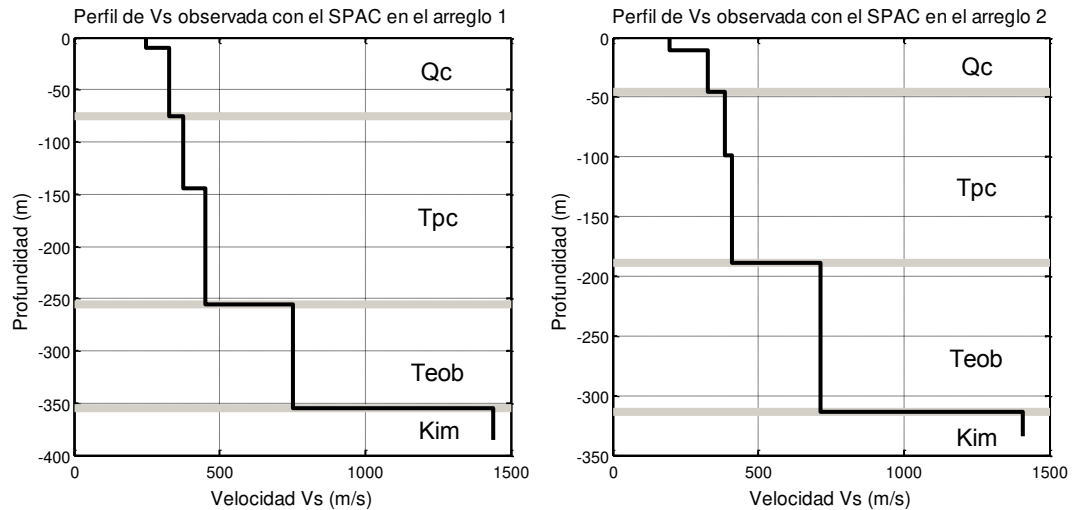 Perfil de Vs observada con el SPAC en el arreglo 1
0
-50
-100
-150
-200
-250
-300
-350
-400
Profundidad (m)
Qc
Tpc
Teob
Kim
0
500
1000
1500
Velocidad Vs (m/s)
Perfil de Vs observada con el SPAC en el arreglo 2
0
-50
-100
-150
-200
-250
-300
-350
Profundidad (m)
Qc
Tpc
Teob
Kim
0
500
1000
1500
Velocidad Vs (m/s)